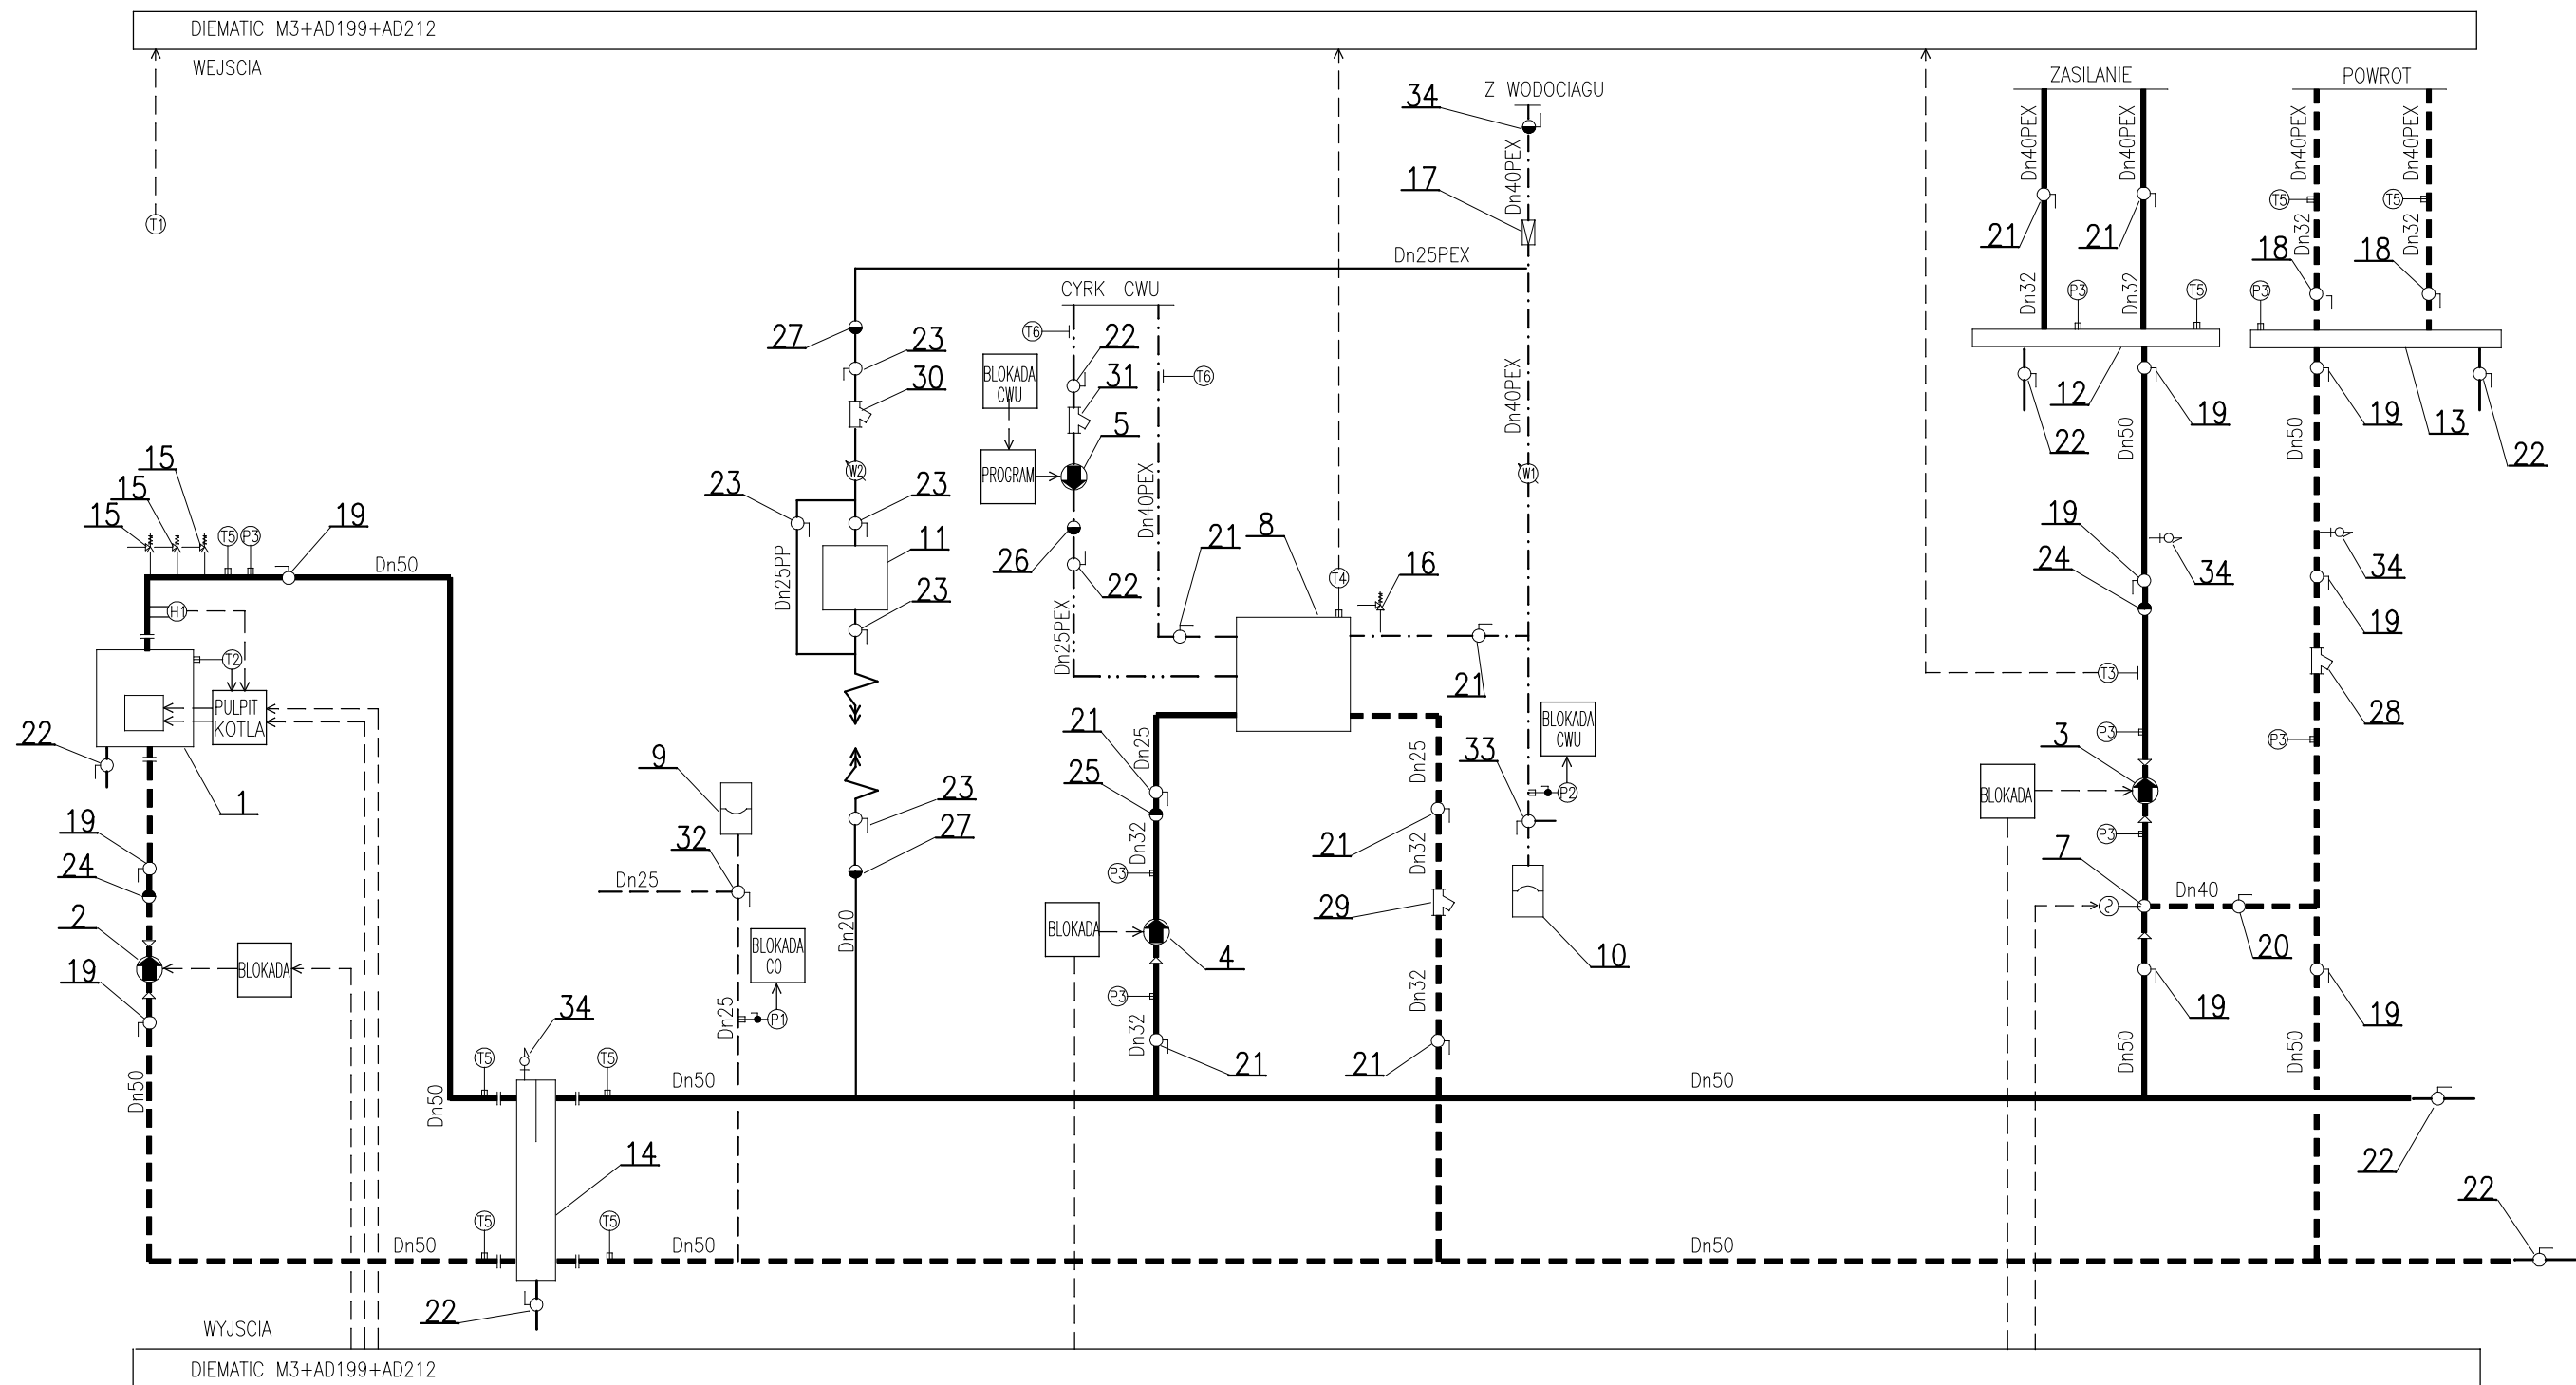 DIEMATIC M3+AD199+AD212
WEJSCIA
ZASILANIE
POWROT
Z WODOCIAGU
34
Dn40PEX
Dn40PEX
Dn40PEX
Dn40PEX
Dn40PEX
17
T1
T5
T5
21
21
Dn32
Dn32
18
18
Dn25PEX
CYRK CWU
Dn32
Dn32
P3
T5
P3
T6
22
27
23
BLOKADA
CWU
31
30
T6
Dn40PEX
12
19
19
13
22
22
5
Dn50
Dn50
15
15
15
W2
PROGRAM
W1
23
23
19
T5
P3
Dn50
Dn40PEX
11
26
22
21
8
16
T4
19
24
34
34
Dn25PP
23
Dn25PEX
H1
19
T2
PULPIT
KOTLA
21
T3
28
22
1
9
21
Dn25
25
Dn25
33
BLOKADA
CWU
P2
3
P3
P3
BLOKADA
23
19
24
32
27
Dn32
21
Dn32
P3
7
P3
Dn25
P3
2
BLOKADA
19
BLOKADA
CO
Dn20
BLOKADA
4
29
10
Dn40
20
Dn25
P1
P3
Dn32
19
19
34
T5
T5
Dn32
21
21
Dn50
Dn50
Dn50
Dn50
Dn50
Dn50
14
22
22
T5
T5
Dn50
Dn50
Dn50
22
WYJSCIA
DIEMATIC M3+AD199+AD212